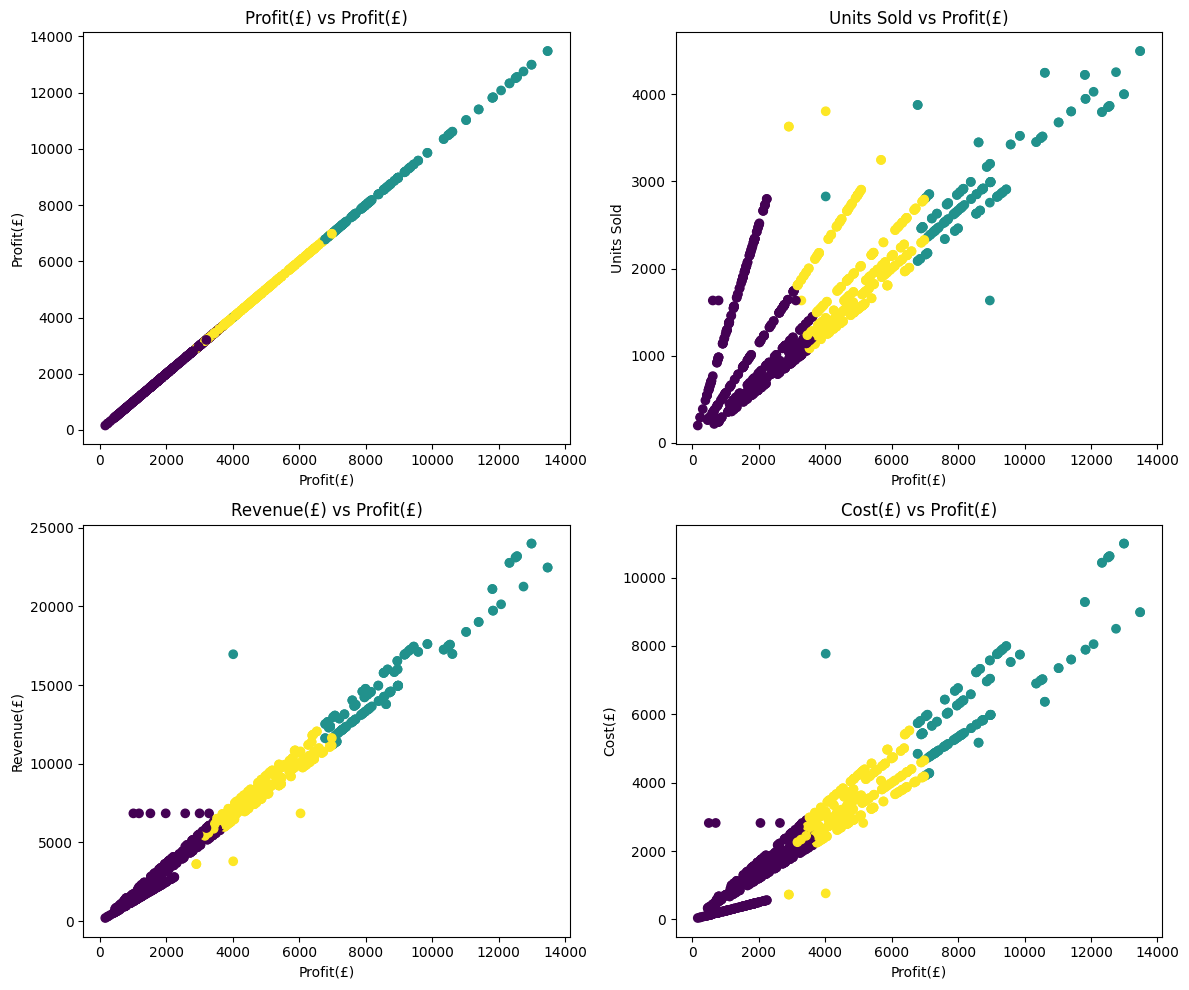 Profit(£) vs Profit(£)
14000
12000
10000
8000
6000
4000
2000
0
Profit(£)
0 2000 4000 6000 8000 10000 12000 14000
Profit(£)
Units Sold vs Profit(£)
4000
3000
2000
1000
0
Units Sold
0 2000 4000 6000 8000 10000 12000 14000
Profit(£)
Revenue(£) vs Profit(£)
25000
20000
15000
10000
5000
0
Revenue(£)
0 2000 4000 6000 8000 10000 12000 14000
Profit(£)
Cost(£) vs Profit(£)
10000
8000
6000
4000
2000
0
Cost(£)
0 2000 4000 6000 8000 10000 12000 14000
Profit(£)